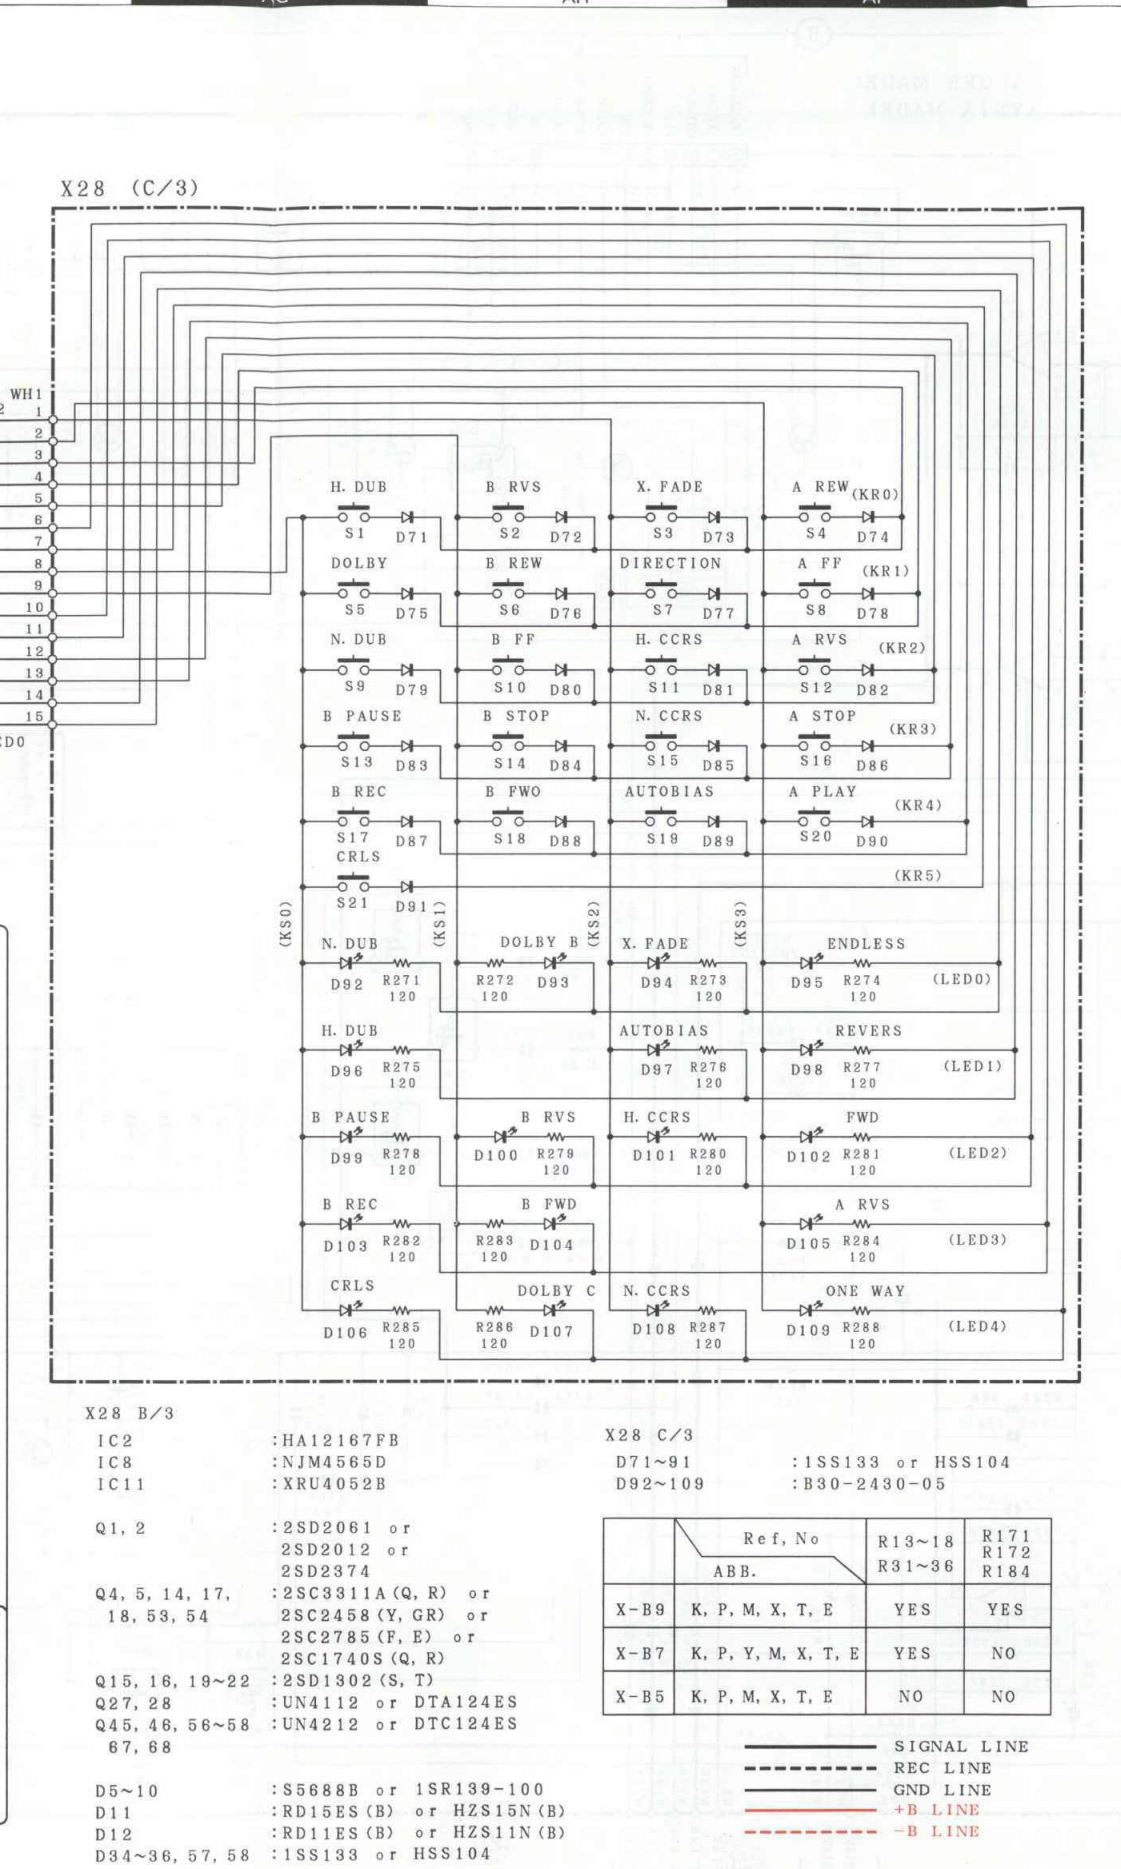 X28 (C/3)
WH1
1
2
3
4
5
6
7
8
9
10
11
12
13
14
15
ED0
H. DUB B RVS X. FADE A REW (KR0)
S1 D71 S2 D72 S3 D73 S4 D74
DOLBY B REW DIRECTION A FF (KR1)
S5 D75 S6 D76 S7 D77 S8 D78
N. DUB B FF H. CCRS A RVS (KR2)
S9 D79 S10 D80 S11 D81 S12 D82
B PAUSE B STOP N. CCRS A STOP (KR3)
S13 D83 S14 D84 S15 D85 S16 D86
B REC B FWO AUTOBIAS A PLAY (KR4)
S17 D87 S18 D88 S19 D89 S20 D90
CRLS (KR5)
S21 D91
(KS0) (KS1) (KS2) (KS3)
N. DUB DOLBY B X. FADE ENDLESS
D92 R271 R272 D93 D94 R273 D95 R274 (LED0)
120 120 120 120
H. DUB AUTOBIAS REVERS
D96 R275 D97 R276 D98 R277 (LED1)
120 120 120
B PAUSE B RVS H. CCRS FWD
D99 R278 D100 R279 D101 R280 D102 R281 (LED2)
120 120 120 120
B REC B FWD A RVS
D103 R282 R283 D104 D105 R284 (LED3)
120 120 120
CRLS DOLBY C N. CCRS ONE WAY
D106 R285 R286 D107 D108 R287 D109 R288 (LED4)
120 120 120 120
X28 B/3
IC2 :HA12167FB
IC8 :NJM4565D
IC11 :XRU4052B
Q1, 2 :2SD2061 or
2SD2012 or
2SD2374
Q4, 5, 14, 17, :2SC3311A(Q, R) or
18, 53, 54 2SC2458(Y, GR) or
2SC2785(F, E) or
2SC1740S(Q, R)
Q15, 16, 19~22 :2SD1302(S, T)
Q27, 28 :UN4112 or DTA124ES
Q45, 46, 56~58 :UN4212 or DTC124ES
67, 68
D5~10 :S5688B or 1SR139-100
D11 :RD15ES(B) or HZS15N(B)
D12 :RD11ES(B) or HZS11N(B)
D34~36, 57, 58 :1SS133 or HSS104
X28 C/3
D71~91 :1SS133 or HSS104
D92~109 :B30-2430-05
Ref, No R13~18 R171
R172
ABB. R31~36 R184
X-B9 K, P, M, X, T, E YES YES
X-B7 K, P, Y, M, X, T, E YES NO
X-B5 K, P, M, X, T, E NO NO
SIGNAL LINE
REC LINE
GND LINE
+B LINE
-B LINE